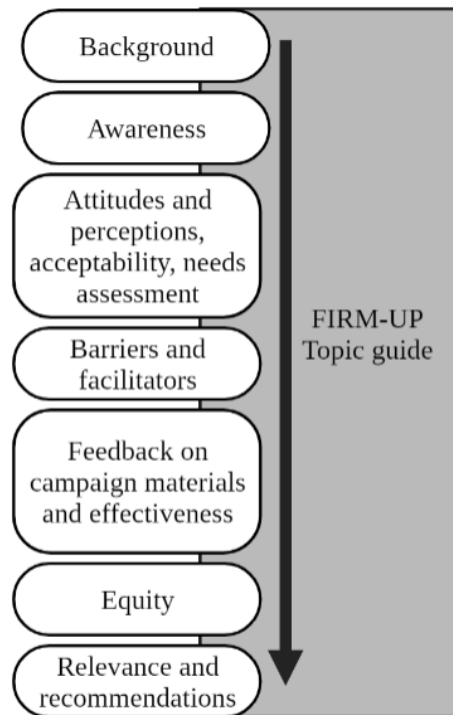 Background
Awareness
Attitudes and
perceptions,
acceptability, needs
assessment
Barriers and
facilitators
Feedback on
campaign materials
and effectiveness
Equity
Relevance and
recommendations
FIRM-UP
Topic guide